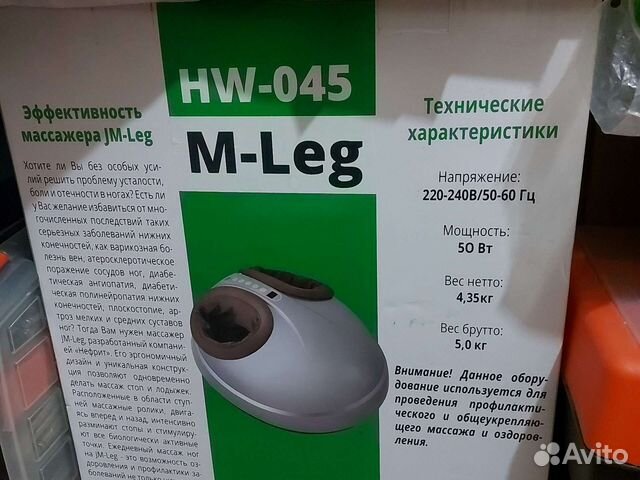 HW-045
M-Leg
Эффективность
массажера JM-Leg
Хотите ли Вы без особых уси-
лий решить проблему усталости,
боли и отечности в ногах? Есть ли
у Вас желание избавиться от мно-
гочисленных последствий таких
серьезных заболеваний нижних
конечностей, как варикозная бо-
лезнь вен, атеросклеротическое
поражение сосудов ног, диабе-
тическая ангиопатия, диабети-
ческая полинейропатия нижних
конечностей, плоскостопие, ар-
троз мелких и средних суставов
ног? Тогда Вам нужен массажер
JM-Leg, разработанный компани-
ей «Нефрит». Его эргономичный
дизайн и уникальная конструк-
ция позволяют одновременно
делать массаж стоп и лодыжек.
Расположенные в области ступ-
ней массажные ролики, двига-
ясь вперед и назад, интенсивно
разминают стопы и стимулиру-
ют все биологически активные
точки. Ежедневный массаж ног
на JM-Leg - это возможность оз-
доровления и профилактики за-
болеваний не только
Технические
характеристики
Напряжение:
220-240В/50-60 Гц
Мощность:
50 Вт
Вес нетто:
4,35кг
Вес брутто:
5,0 кг
Внимание! Данное обору-
дование используется для
проведения профилакти-
ческого и общеукрепляю-
щего массажа и оздоров-
ления.
Avito